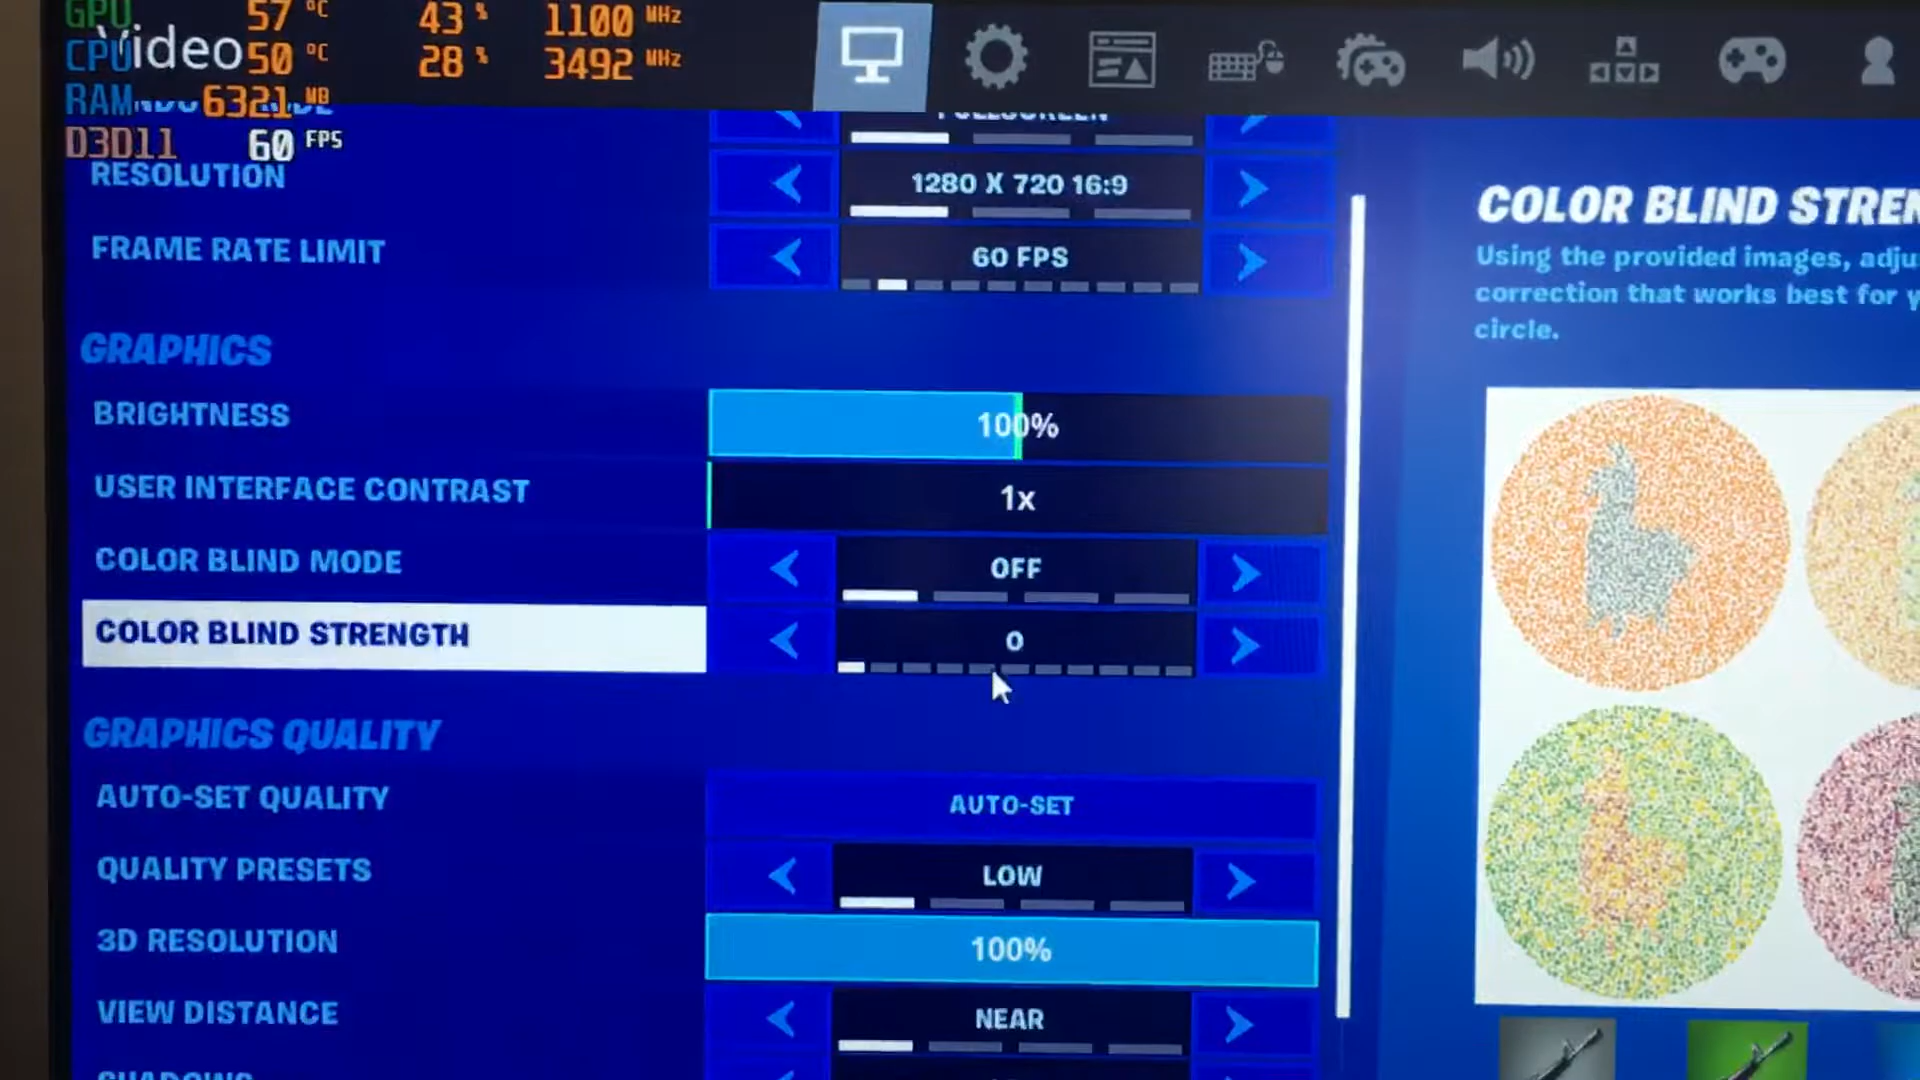 GPU 57 °C 43 % 1100 MHz
Video
CPU 50 °C 28 % 3492 MHz
RAM 6321 MB
D3D11 60 FPS
FULLSCREEN
RESOLUTION 1280 X 720 16:9
FRAME RATE LIMIT 60 FPS
GRAPHICS
BRIGHTNESS 100%
USER INTERFACE CONTRAST 1x
COLOR BLIND MODE OFF
COLOR BLIND STRENGTH 0
GRAPHICS QUALITY
AUTO-SET QUALITY AUTO-SET
QUALITY PRESETS LOW
3D RESOLUTION 100%
VIEW DISTANCE NEAR
SHADOWS
COLOR BLIND STREN
Using the provided images, adju
correction that works best for y
circle.